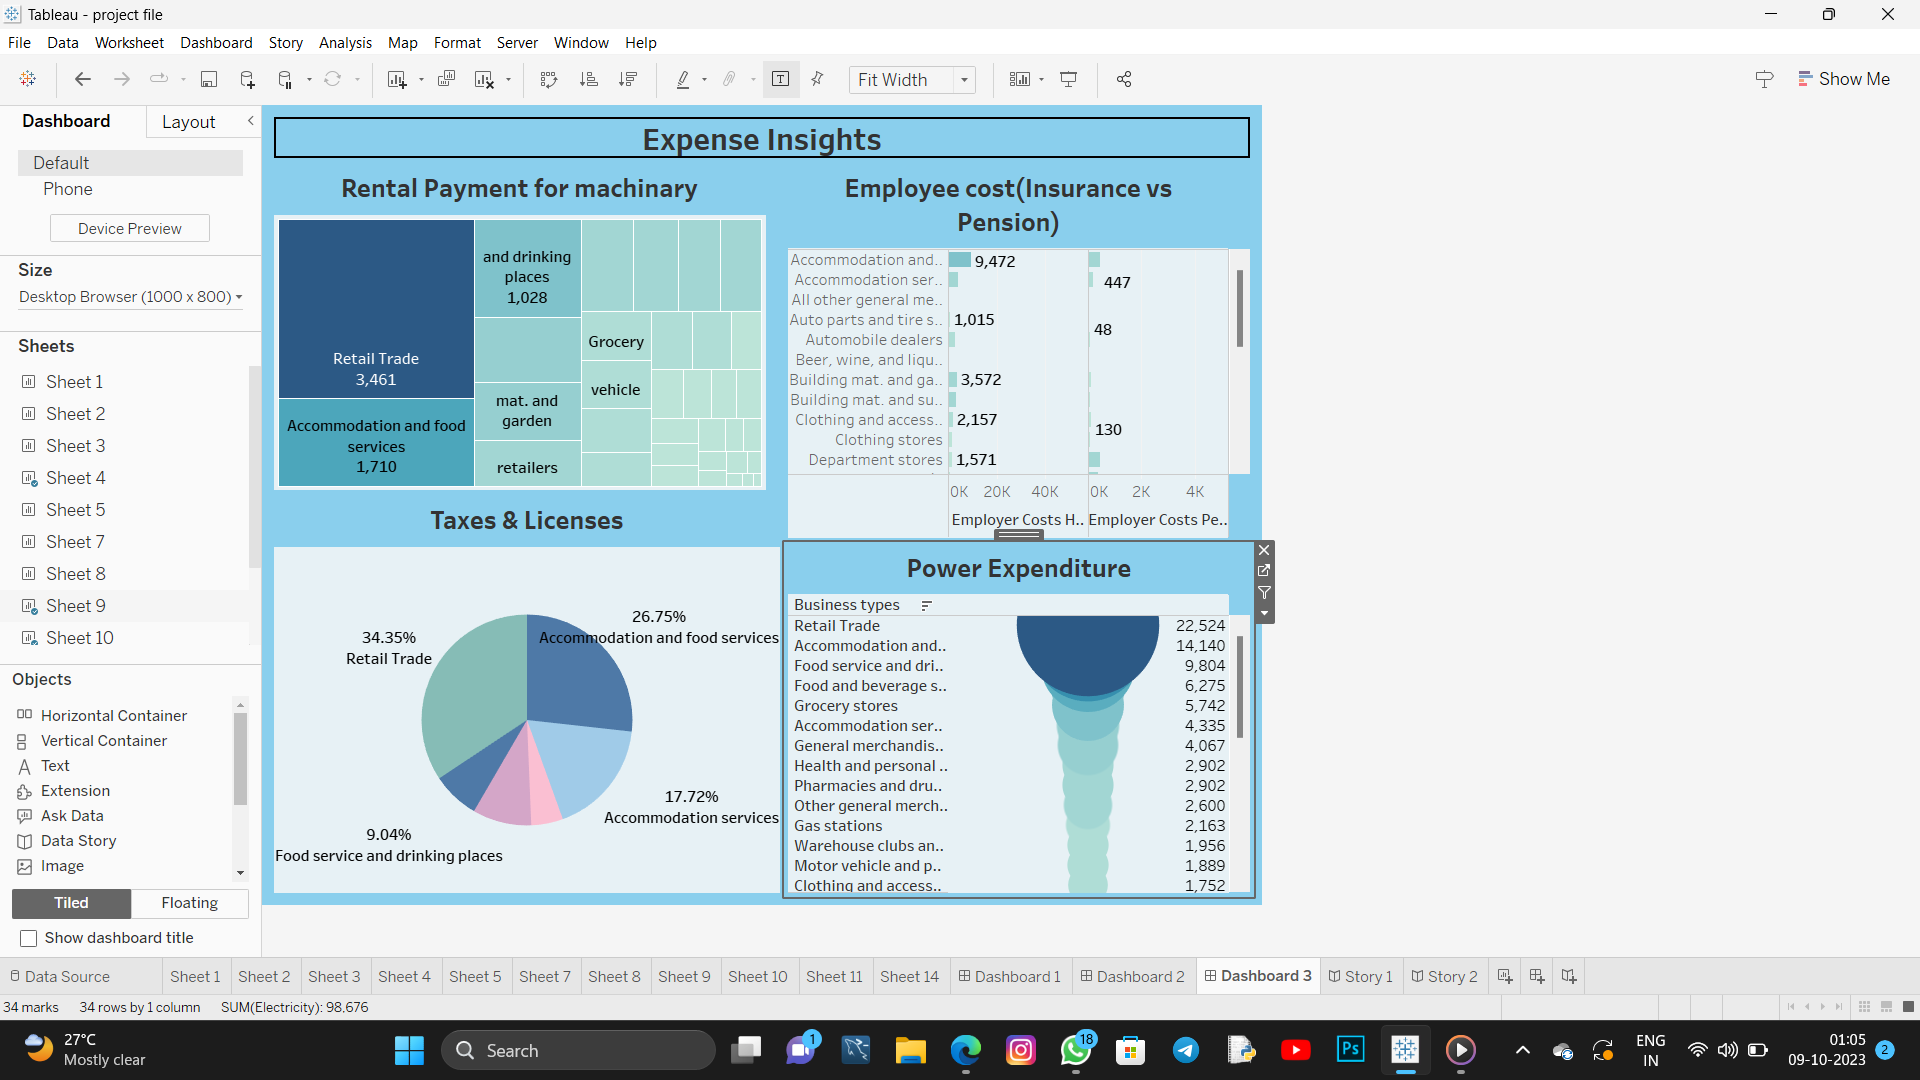 Tableau - project file
File Data Worksheet Dashboard Story Analysis Map Format Server Window Help
Fit Width
Show Me
Dashboard
Layout
Default
Phone
Device Preview
Size
Desktop Browser (1000 x 800)
Sheets
Sheet 1
Sheet 2
Sheet 3
Sheet 4
Sheet 5
Sheet 7
Sheet 8
Sheet 9
Sheet 10
Objects
Horizontal Container
Vertical Container
Text
Extension
Ask Data
Data Story
Image
Tiled
Floating
Show dashboard title
Expense Insights
Rental Payment for machinary
Retail Trade
3,461
Accommodation and food
services
1,710
and drinking
places
1,028
mat. and
garden
retailers
Grocery
vehicle
Employee cost(Insurance vs
Pension)
Accommodation and.. 9,472
Accommodation ser.. 447
All other general me..
Auto parts and tire s.. 1,015
48
Automobile dealers
Beer, wine, and liqu..
Building mat. and ga.. 3,572
Building mat. and su..
Clothing and access.. 2,157
130
Clothing stores
Department stores 1,571
0K 20K 40K 0K 2K 4K
Employer Costs H.. Employer Costs Pe..
Taxes & Licenses
26.75%
Accommodation and food services
34.35%
Retail Trade
17.72%
Accommodation services
9.04%
Food service and drinking places
Power Expenditure
Business types
Retail Trade 22,524
Accommodation and.. 14,140
Food service and dri.. 9,804
Food and beverage s.. 6,275
Grocery stores 5,742
Accommodation ser.. 4,335
General merchandis.. 4,067
Health and personal .. 2,902
Pharmacies and dru.. 2,902
Other general merch.. 2,600
Gas stations 2,163
Warehouse clubs an.. 1,956
Motor vehicle and p.. 1,889
Clothing and access.. 1,752
Data Source Sheet 1 Sheet 2 Sheet 3 Sheet 4 Sheet 5 Sheet 7 Sheet 8 Sheet 9 Sheet 10 Sheet 11 Sheet 14 Dashboard 1 Dashboard 2 Dashboard 3 Story 1 Story 2
34 marks 34 rows by 1 column SUM(Electricity): 98,676
27°C
Mostly clear
Search
1
18
Ps
ENG
IN
01:05
09-10-2023
2